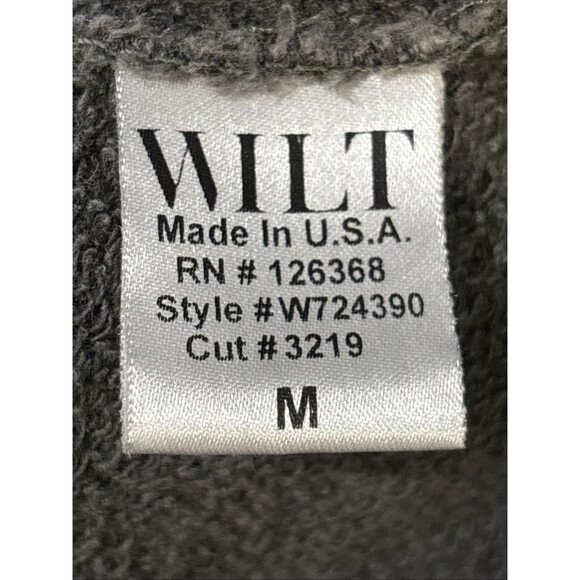 WILT
Made In U.S.A.
RN # 126368
Style #W724390
Cut #3219
M